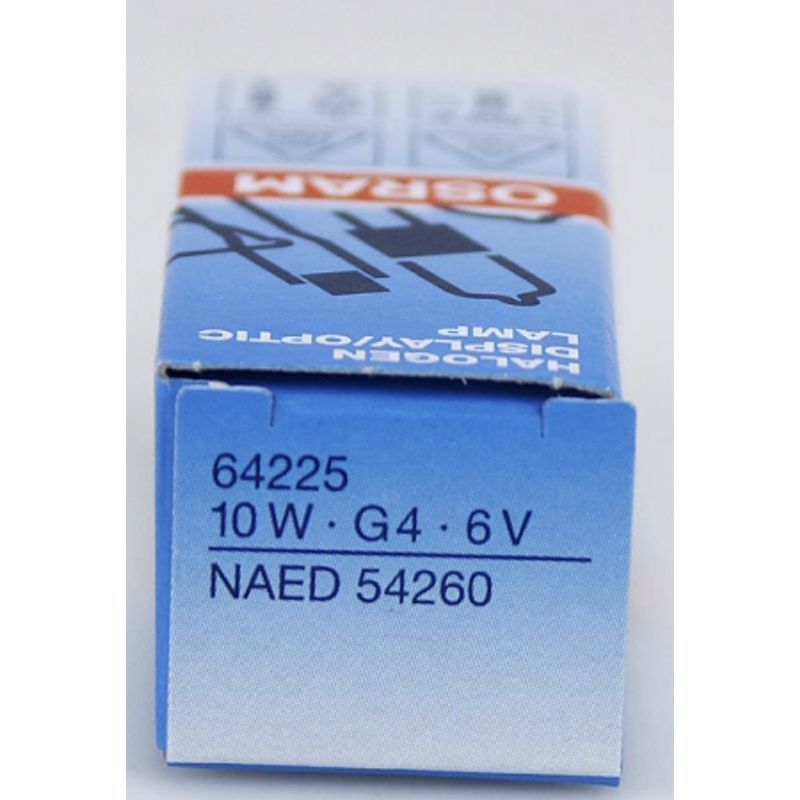 OSRAM
HALOGEN
DISPLAY/OPTIC
LAMP
64225
10 W · G4 · 6 V
NAED 54260